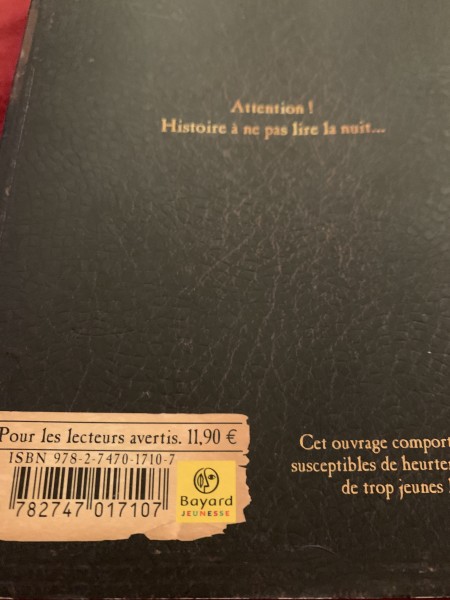 Attention !
Histoire à ne pas lire la nuit...
Pour les lecteurs avertis. 11,90 €
ISBN 978-2-7470-1710-7
782747 017107
Bayard
JEUNESSE
Cet ouvrage comport
susceptibles de heurter
de trop jeunes